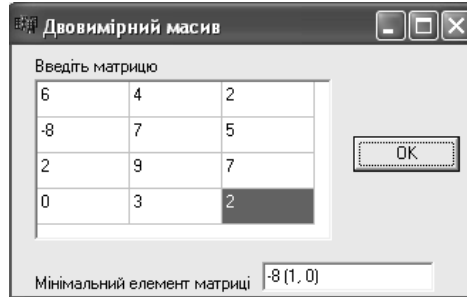 Двовимірний масив
Введіть матрицю
6 4 2
-8 7 5
2 9 7
0 3 2
OK
Мінімальний елемент матриці -8 (1, 0)